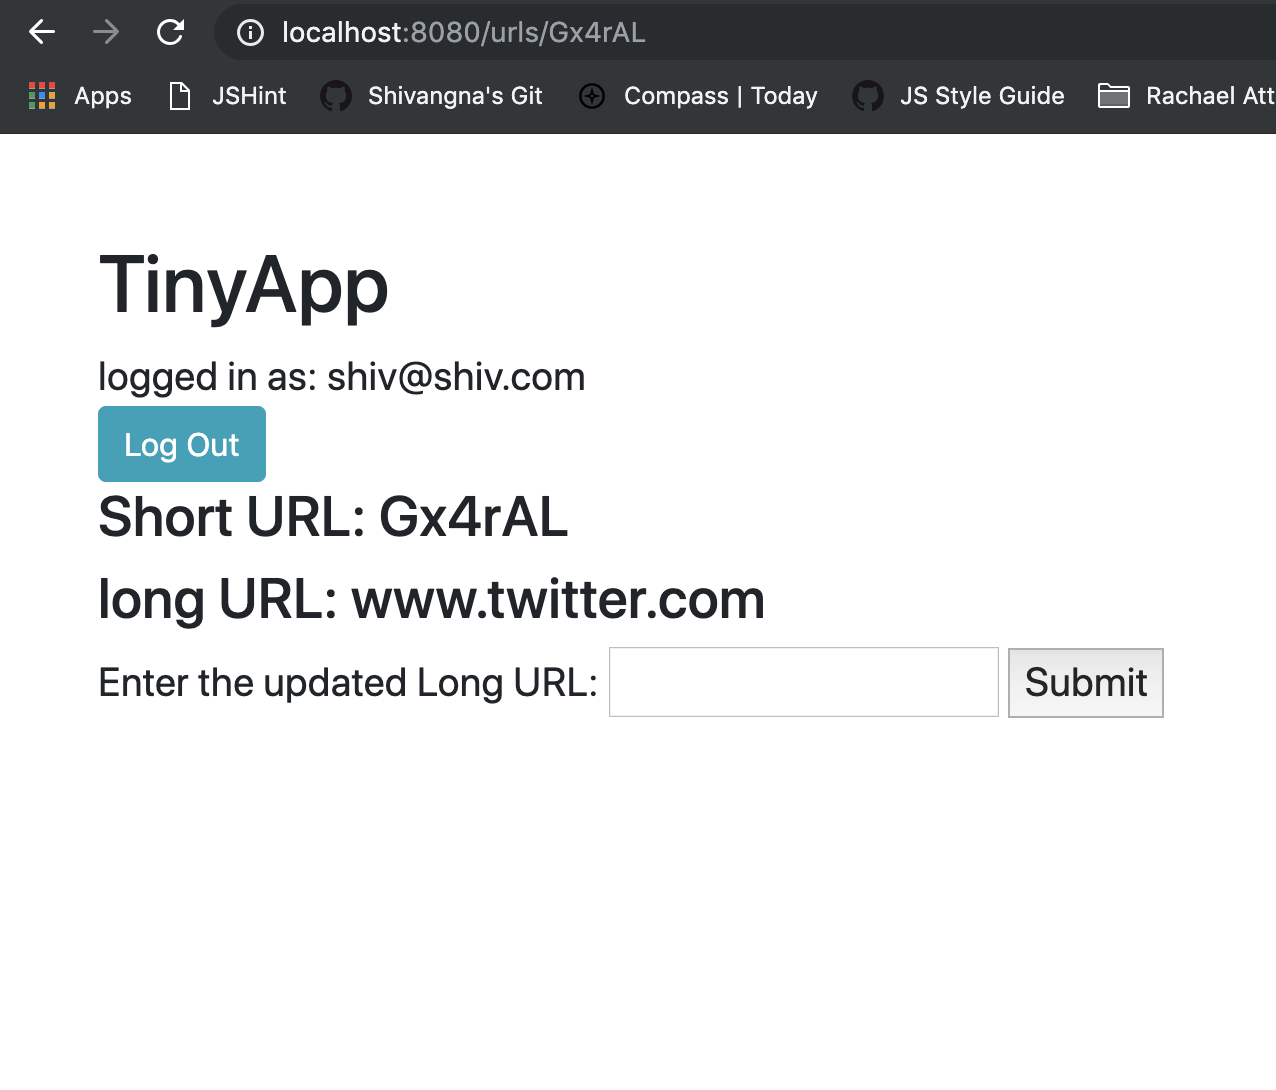 localhost:8080/urls/Gx4rAL
Apps JSHint Shivangna's Git Compass | Today JS Style Guide Rachael Att
TinyApp
logged in as: shiv@shiv.com
Log Out
Short URL: Gx4rAL
long URL: www.twitter.com
Enter the updated Long URL: Submit